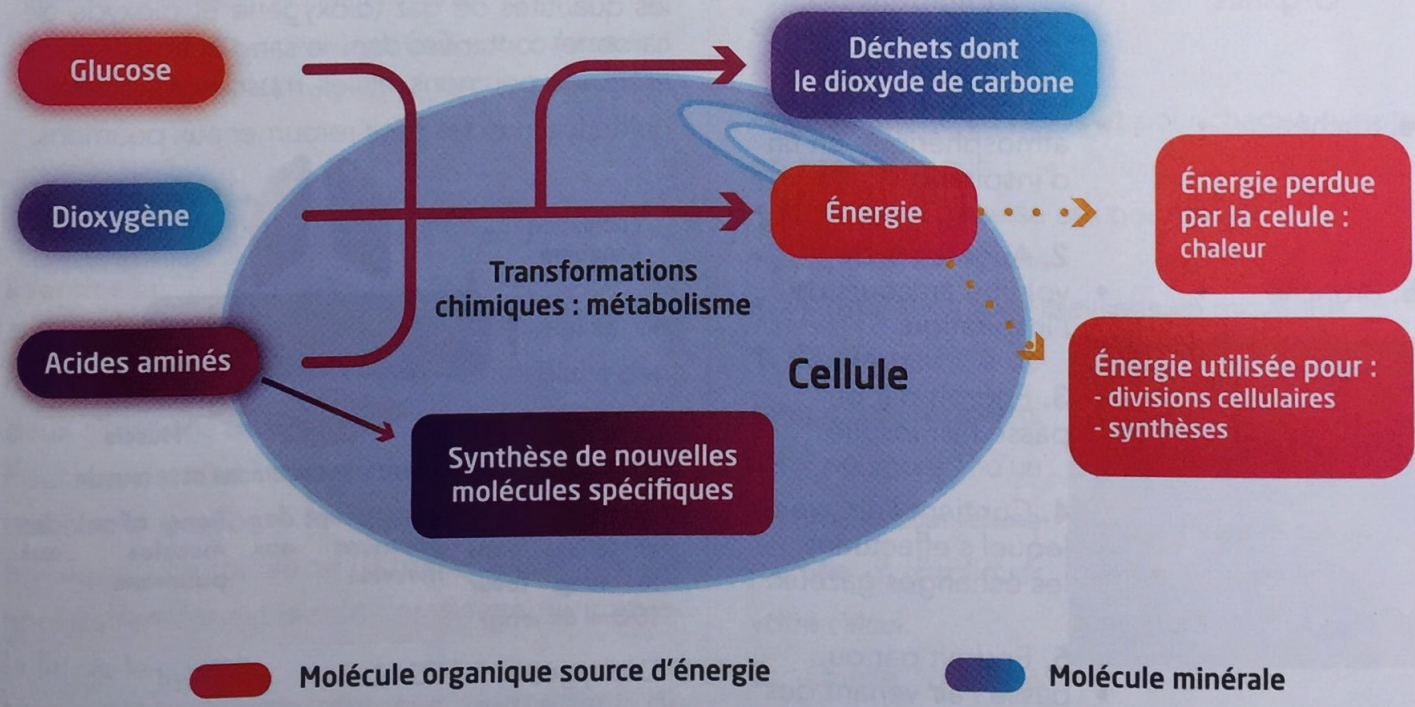 Glucose
Déchets dont
le dioxyde de carbone
Dioxygène
Énergie
Énergie perdue
par la celule :
chaleur
Transformations
chimiques : métabolisme
Acides aminés
Cellule
Énergie utilisée pour :
- divisions cellulaires
- synthèses
Synthèse de nouvelles
molécules spécifiques
Molécule organique source d'énergie
Molécule minérale